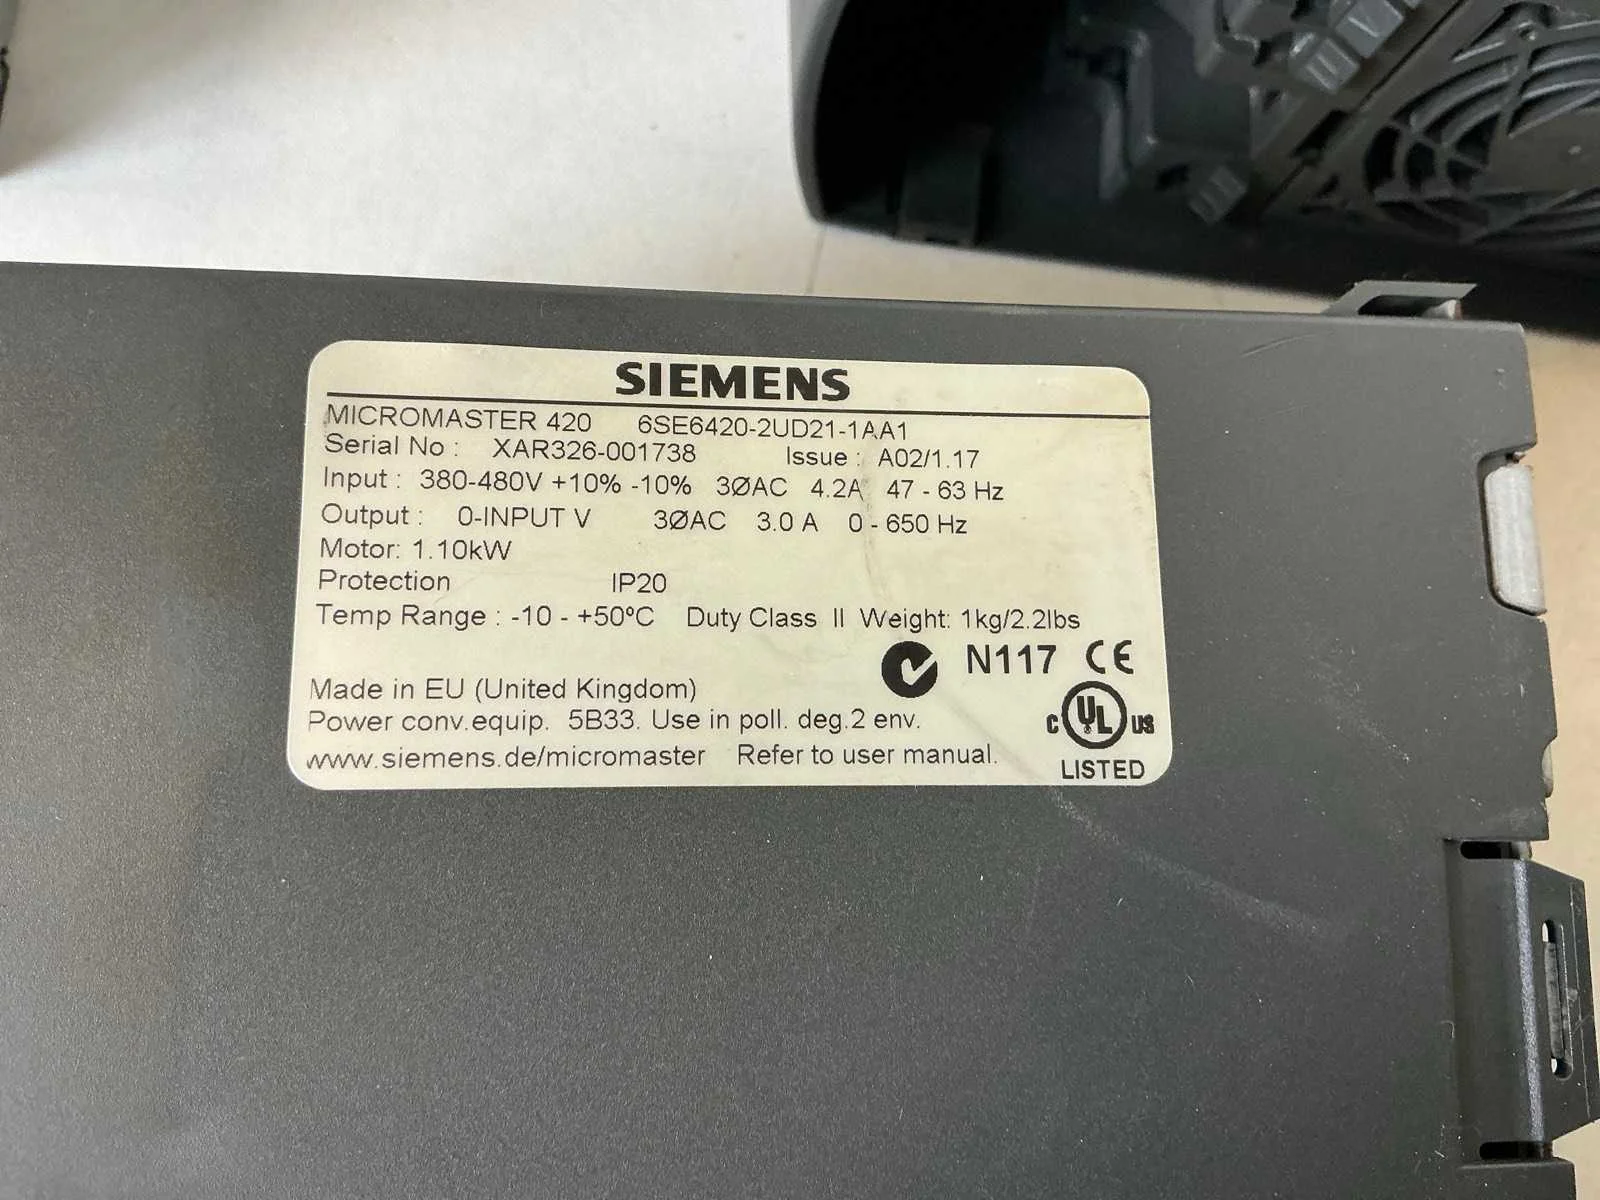 SIEMENS
MICROMASTER 420 6SE6420-2UD21-1AA1
Serial No : XAR326-001738 Issue : A02/1.17
Input : 380-480V +10% -10% 3ØAC 4.2A 47 - 63 Hz
Output : 0-INPUT V 3ØAC 3.0 A 0 - 650 Hz
Motor: 1.10kW
Protection IP20
Temp Range : -10 - +50ºC Duty Class II Weight: 1kg/2.2lbs
N117 CE
Made in EU (United Kingdom)
Power conv.equip. 5B33. Use in poll. deg.2 env.
C UL US
www.siemens.de/micromaster Refer to user manual.
LISTED